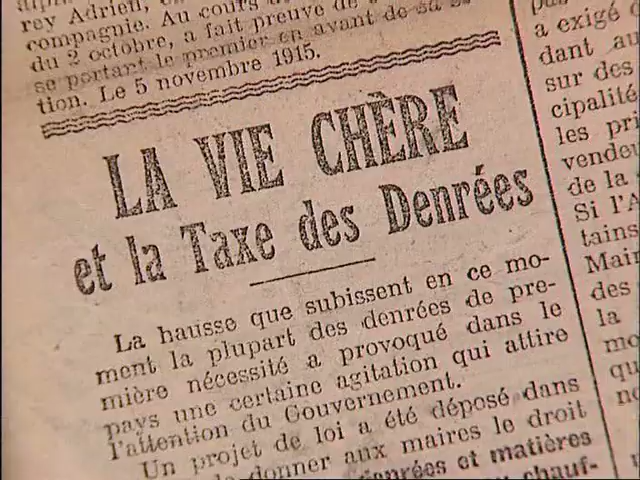 rey Adrien, du
compagnie. Au cours
du 2 octobre, a fait preuve de
se portant le premier en avant de sa
tion. Le 5 novembre 1915.
LA VIE CHÈRE
et la Taxe des Denrées
La hausse que subissent en ce mo-
ment la plupart des denrées de pre-
mière nécessité a provoqué dans le
pays une certaine agitation qui attire
l'attention du Gouvernement.
Un projet de loi a été déposé dans
donner aux maires le droit
denrées et matières
chauf-
a exigé
dant au
sur des
cipalité
les pri
vendeu
de la
Si l'A
tains
Mair
des
la
mo
qu